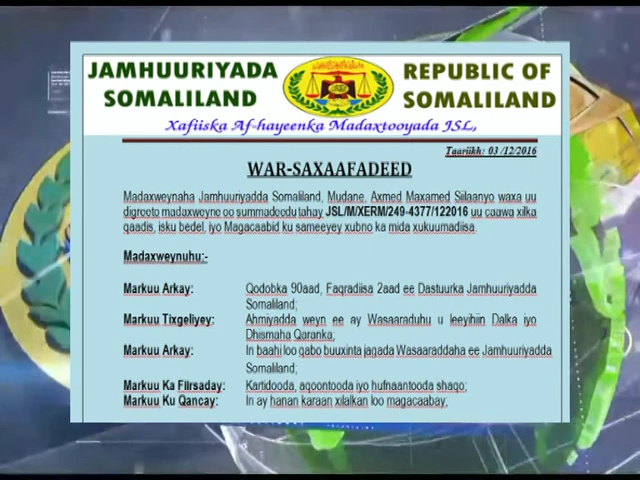 JAMHUURIYADA
SOMALILAND
REPUBLIC OF
SOMALILAND
Xafiiska Af-hayeenka Madaxtooyada JSL,
Taariikh: 03 /12/2016
WAR-SAXAAFADEED
Madaxweynaha Jamhuuriyadda Somaliland, Mudane, Axmed Maxamed Siilaanyo waxa uu
digreeto madaxweyne oo summadeedu tahay JSL/M/XERM/249-4377/122016 uu caawa xilka
qaadis, isku bedel, iyo Magacaabid ku sameeyey xubno ka mida xukuumadiisa.
Madaxweynuhu:-
Markuu Arkay: Qodobka 90aad, Faqradiisa 2aad ee Dastuurka Jamhuuriyadda
Somaliland;
Markuu Tixgeliyey: Ahmiyadda weyn ee ay Wasaaraduhu u leeyihiin Dalka iyo
Dhismaha Qaranka;
Markuu Arkay: In baahi loo qabo buuxinta jagada Wasaaraddaha ee Jamhuuriyadda
Somaliland;
Markuu Ka Fiirsaday: Kartidooda, aqoontooda iyo hufnaantooda shaqo;
Markuu Ku Qancay: In ay hanan karaan xilalkan loo magacaabay,